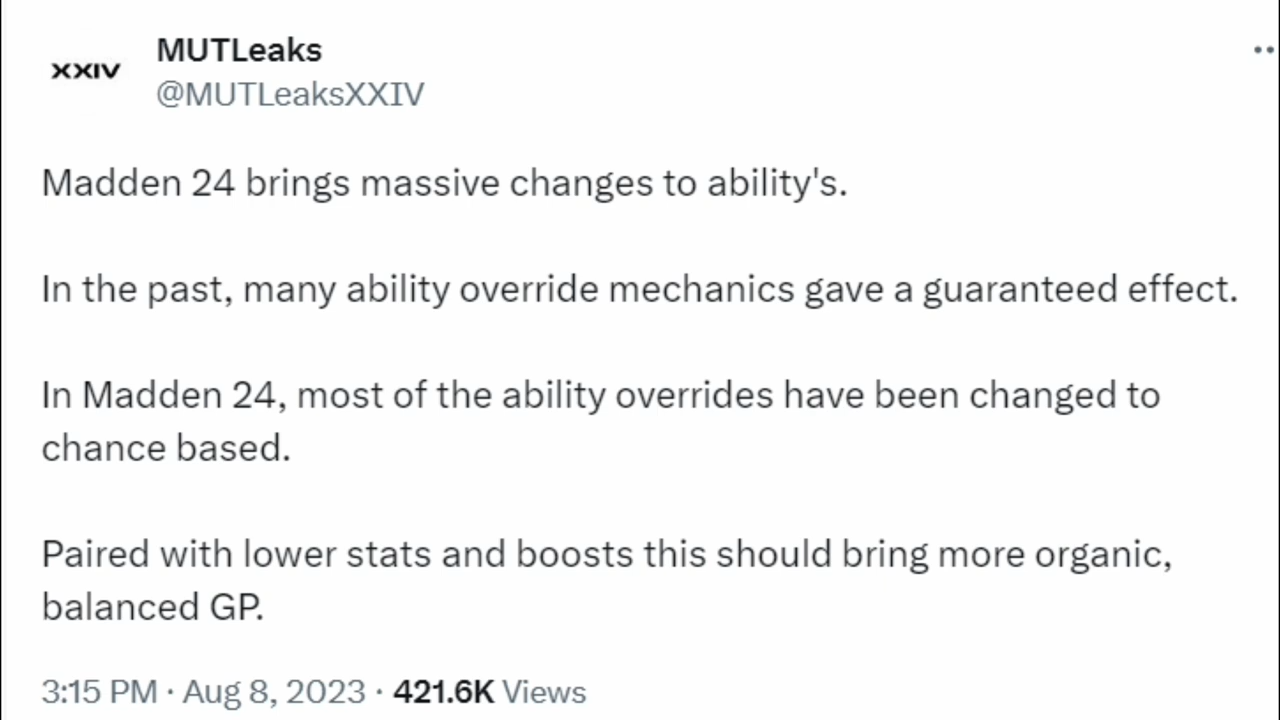 XXIV
MUTLeaks
@MUTLeaksXXIV
Madden 24 brings massive changes to ability's.
In the past, many ability override mechanics gave a guaranteed effect.
In Madden 24, most of the ability overrides have been changed to
chance based.
Paired with lower stats and boosts this should bring more organic,
balanced GP.
3:15 PM · Aug 8, 2023 · 421.6K Views